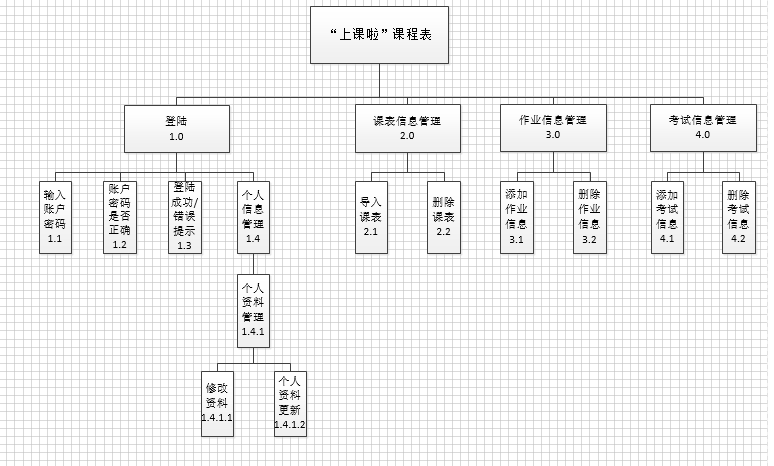 “上课啦”课程表
登陆
1.0
课表信息管理
2.0
作业信息管理
3.0
考试信息管理
4.0
输入
账户
密码
1.1
账户
密码
是否
正确
1.2
登陆
成功/
错误
提示
1.3
个人
信息
管理
1.4
导入
课表
2.1
删除
课表
2.2
添加
作业
信息
3.1
删除
作业
信息
3.2
添加
考试
信息
4.1
删除
考试
信息
4.2
个人
资料
管理
1.4.1
修改
资料
1.4.1.1
个人
资料
更新
1.4.1.2